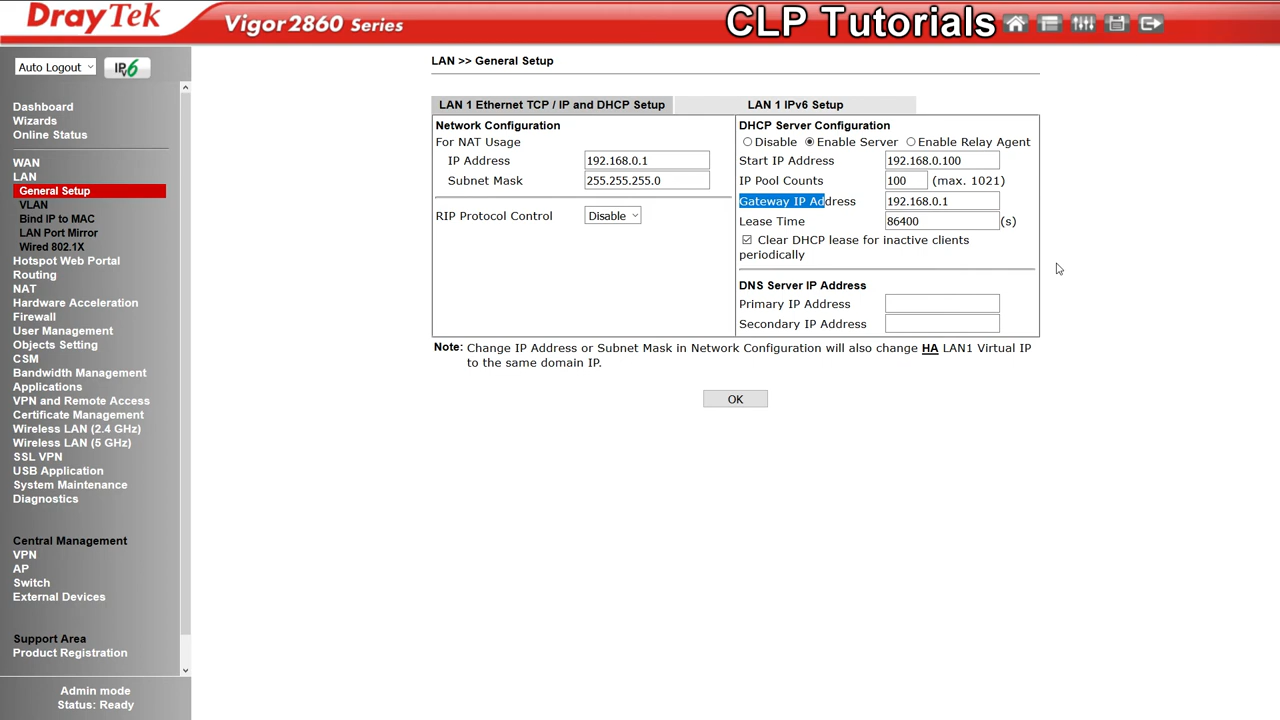 DrayTek
Vigor2860 Series
CLP Tutorials
Auto Logout
IPv6
Dashboard
Wizards
Online Status
WAN
LAN
General Setup
VLAN
Bind IP to MAC
LAN Port Mirror
Wired 802.1X
Hotspot Web Portal
Routing
NAT
Hardware Acceleration
Firewall
User Management
Objects Setting
CSM
Bandwidth Management
Applications
VPN and Remote Access
Certificate Management
Wireless LAN (2.4 GHz)
Wireless LAN (5 GHz)
SSL VPN
USB Application
System Maintenance
Diagnostics
Central Management
VPN
AP
Switch
External Devices
Support Area
Product Registration
Admin mode
Status: Ready
LAN >> General Setup
LAN 1 Ethernet TCP / IP and DHCP Setup
LAN 1 IPv6 Setup
Network Configuration
For NAT Usage
IP Address 192.168.0.1
Subnet Mask 255.255.255.0
RIP Protocol Control Disable
DHCP Server Configuration
Disable Enable Server Enable Relay Agent
Start IP Address 192.168.0.100
IP Pool Counts 100 (max. 1021)
Gateway IP Address 192.168.0.1
Lease Time 86400 (s)
Clear DHCP lease for inactive clients
periodically
DNS Server IP Address
Primary IP Address
Secondary IP Address
Note: Change IP Address or Subnet Mask in Network Configuration will also change HA LAN1 Virtual IP
to the same domain IP.
OK